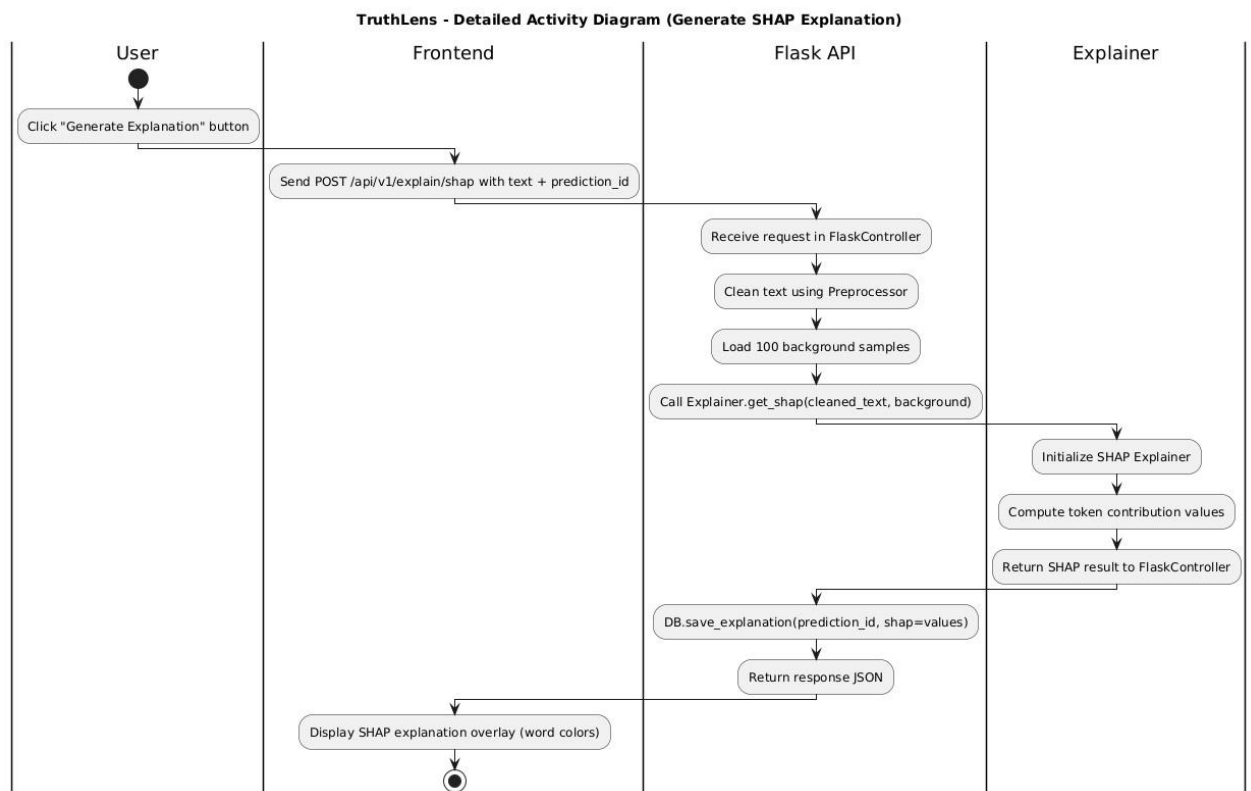 TruthLens - Detailed Activity Diagram (Generate SHAP Explanation)
User
Frontend
Flask API
Explainer
Click "Generate Explanation" button
Send POST /api/v1/explain/shap with text + prediction_id
Receive request in FlaskController
Clean text using Preprocessor
Load 100 background samples
Call Explainer.get_shap(cleaned_text, background)
Initialize SHAP Explainer
Compute token contribution values
Return SHAP result to FlaskController
DB.save_explanation(prediction_id, shap=values)
Return response JSON
Display SHAP explanation overlay (word colors)